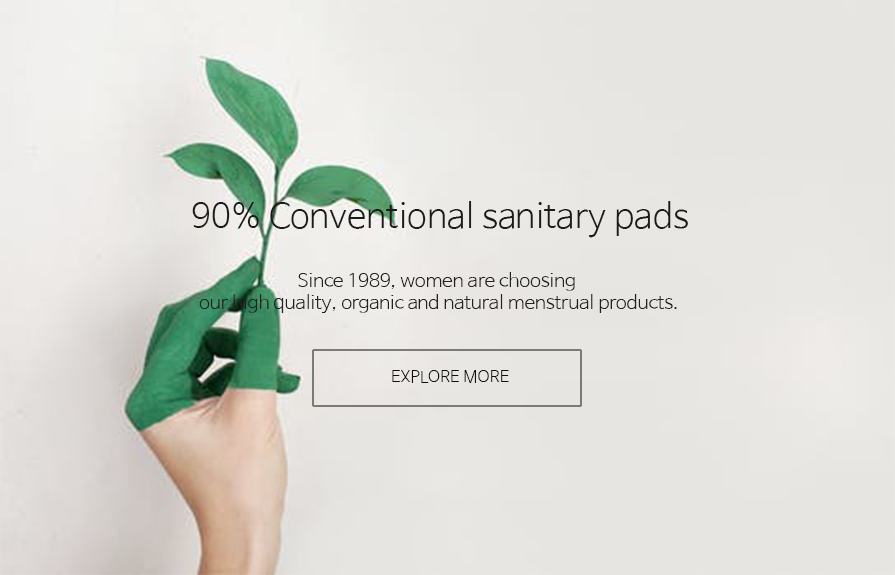 90% Conventional sanitary pads
Since 1989, women are choosing
our high quality, organic and natural menstrual products.
EXPLORE MORE